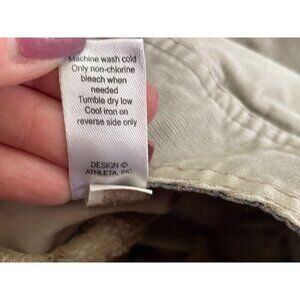 Machine wash cold
Only non-chlorine
bleach when
needed
Tumble dry low
Cool iron on
reverse side only
DESIGN ©
ATHLETA, INC.